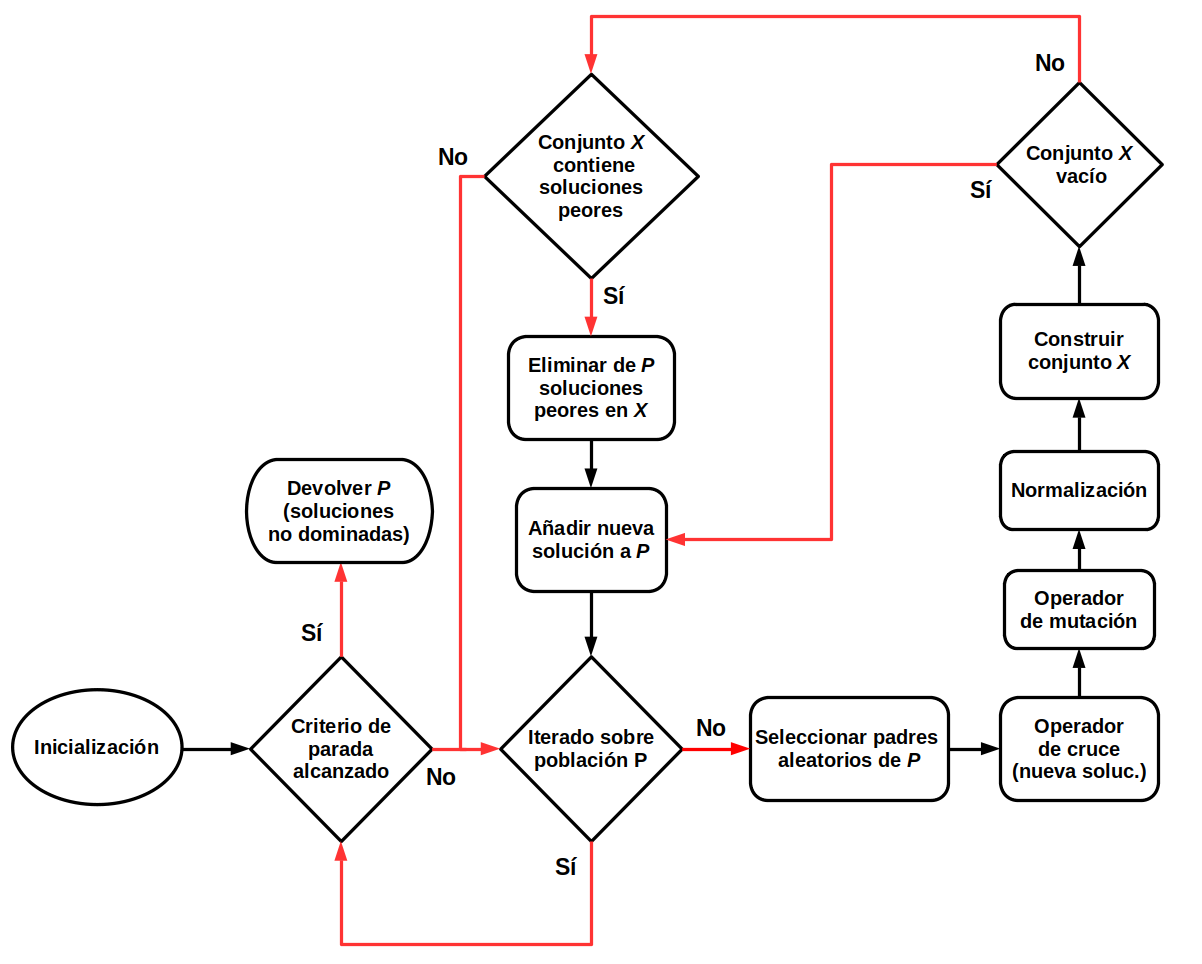 No
Conjunto X
contiene
soluciones
peores
No
Conjunto X
vacío
Sí
Sí
Eliminar de P
soluciones
peores en X
Construir
conjunto X
Devolver P
(soluciones
no dominadas)
Añadir nueva
solución a P
Normalización
Operador
de mutación
Sí
Inicialización
Criterio de
parada
alcanzado
No
Iterado sobre
población P
No
Seleccionar padres
aleatorios de P
Operador
de cruce
(nueva soluc.)
Sí